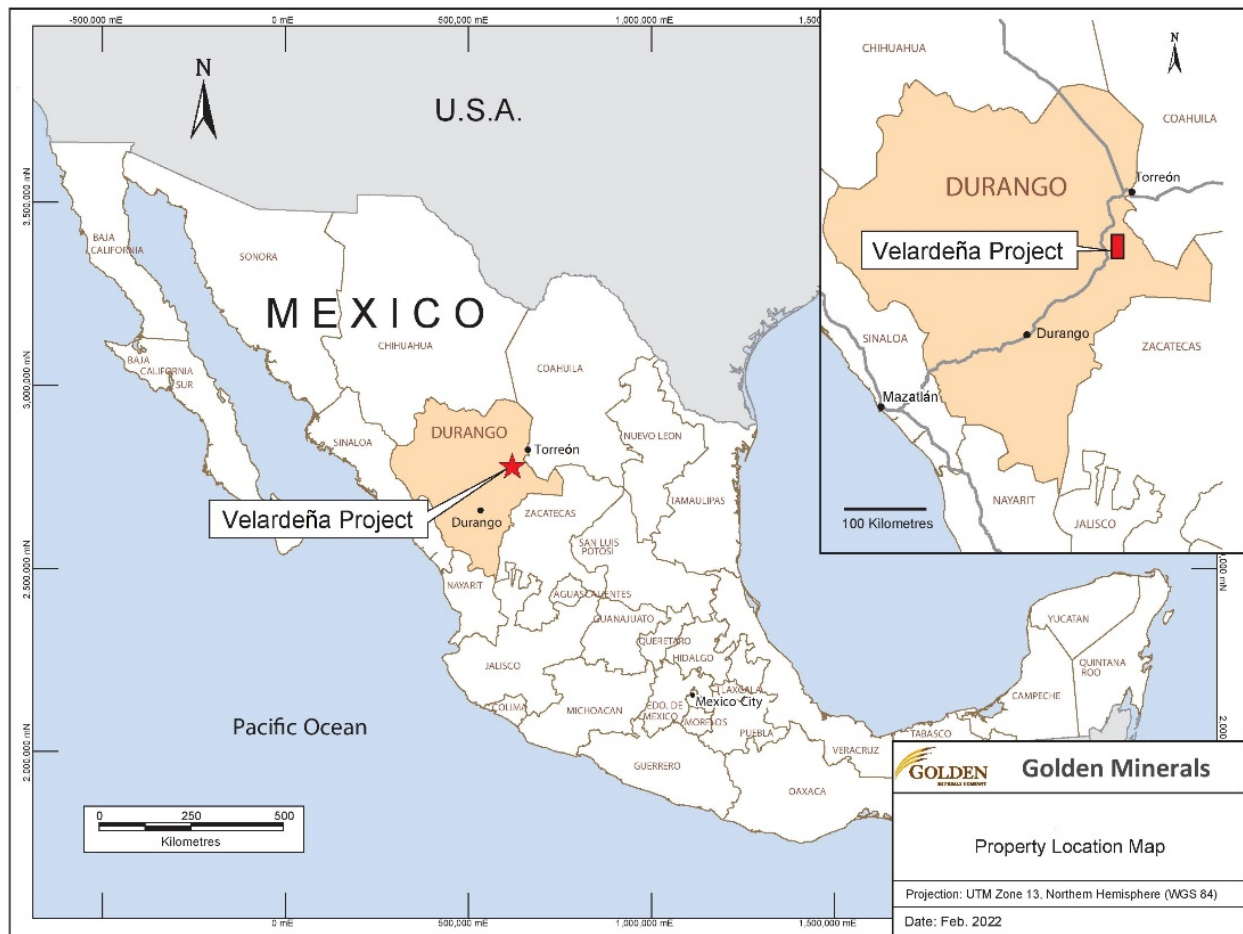 -500,000 mE
0 mE
500,000 mE
1,000,000 mE
N
U.S.A.
3,500,000 mN
BAJA
CALIFORNIA
SONORA
MEXICO
CHIHUAHUA
COAHUILA
BAJA
CALIFORNIA
SUR
3,000,000 mN
SINALOA
DURANGO
NUEVO LEON
Torreón
TAMAULIPAS
Velardeña Project
Durango
ZACATECAS
SAN LUIS
POTOSI
2,500,000 mN
NAYARIT
AGUASCALIENTES
GUANAJUATO
QUERETARO
HIDALGO
JALISCO
TLAXCALA
Mexico City
COLIMA
MICHOACAN
EDO. DE
MEXICO
MORELOS
PUEBLA
VERACRUZ
TABASCO
GUERRERO
OAXACA
YUCATAN
QUINTANA
ROO
CAMPECHE
Pacific Ocean
2,000,000 mN
0 250 500
Kilometres
0 mE
500,000 mE
1,000,000 mE
1,500,000 mE
CHIHUAHUA
N
COAHUILA
DURANGO
Torreón
Velardeña Project
SINALOA
Durango
ZACATECAS
Mazatlán
NAYARIT
JALISCO
100 Kilometres
GOLDEN
MINERALS COMPANY
Golden Minerals
Property Location Map
Projection: UTM Zone 13, Northern Hemisphere (WGS 84)
Date: Feb. 2022